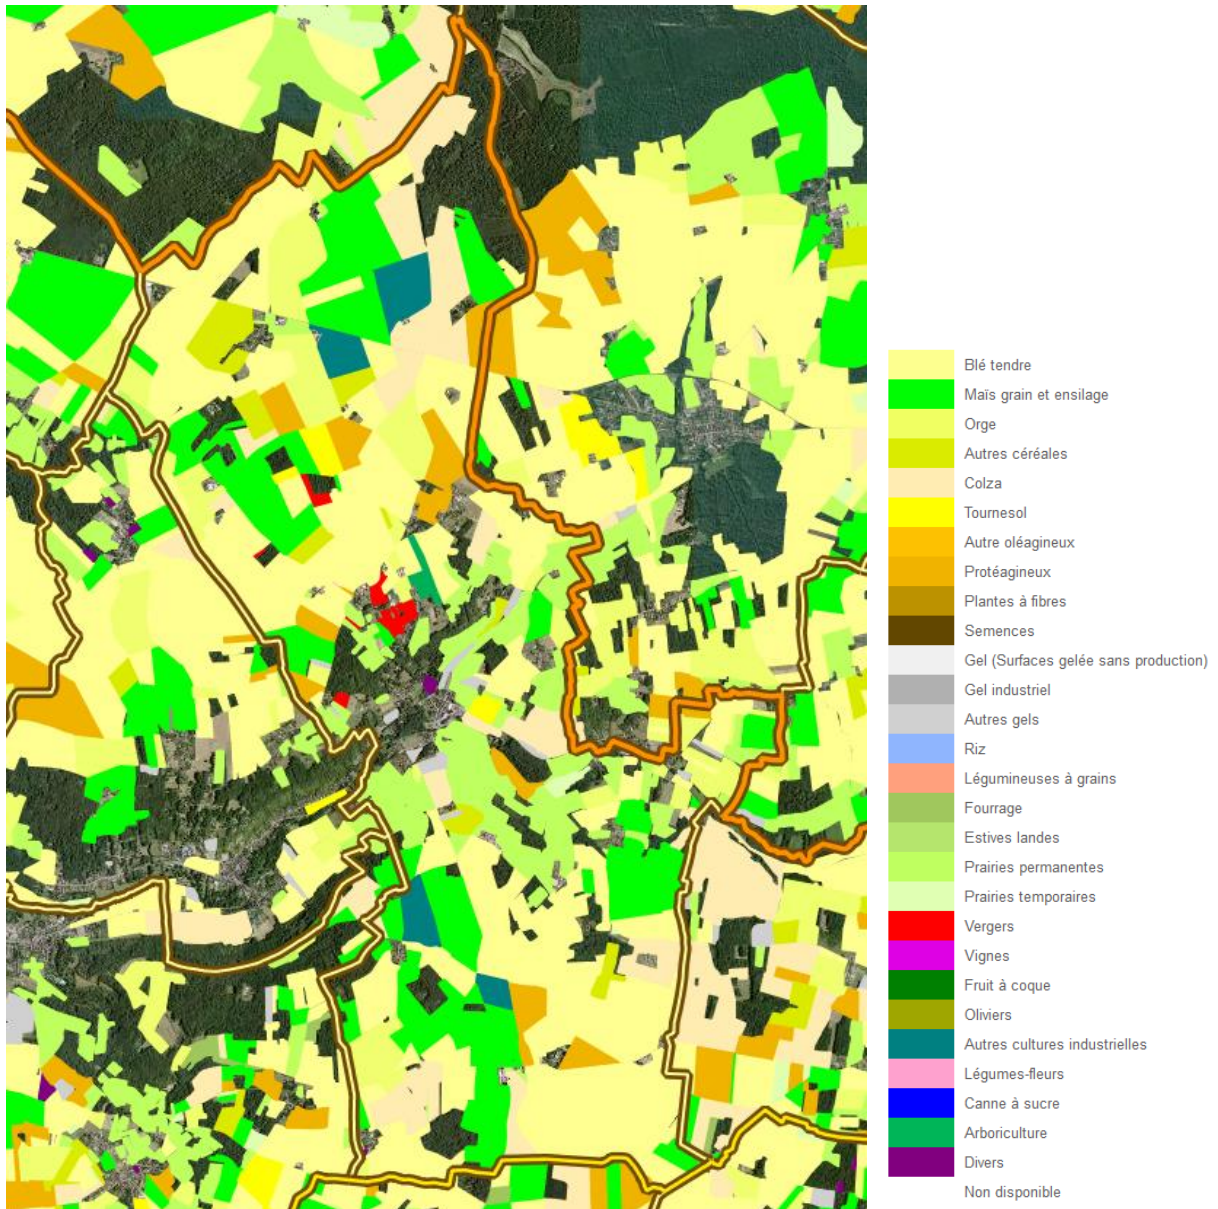 Blé tendre
Maïs grain et ensilage
Orge
Autres céréales
Colza
Tournesol
Autre oléagineux
Protéagineux
Plantes à fibres
Semences
Gel (Surfaces gelée sans production)
Gel industriel
Autres gels
Riz
Légumineuses à grains
Fourrage
Estives landes
Prairies permanentes
Prairies temporaires
Vergers
Vignes
Fruit à coque
Oliviers
Autres cultures industrielles
Légumes-fleurs
Canne à sucre
Arboriculture
Divers
Non disponible